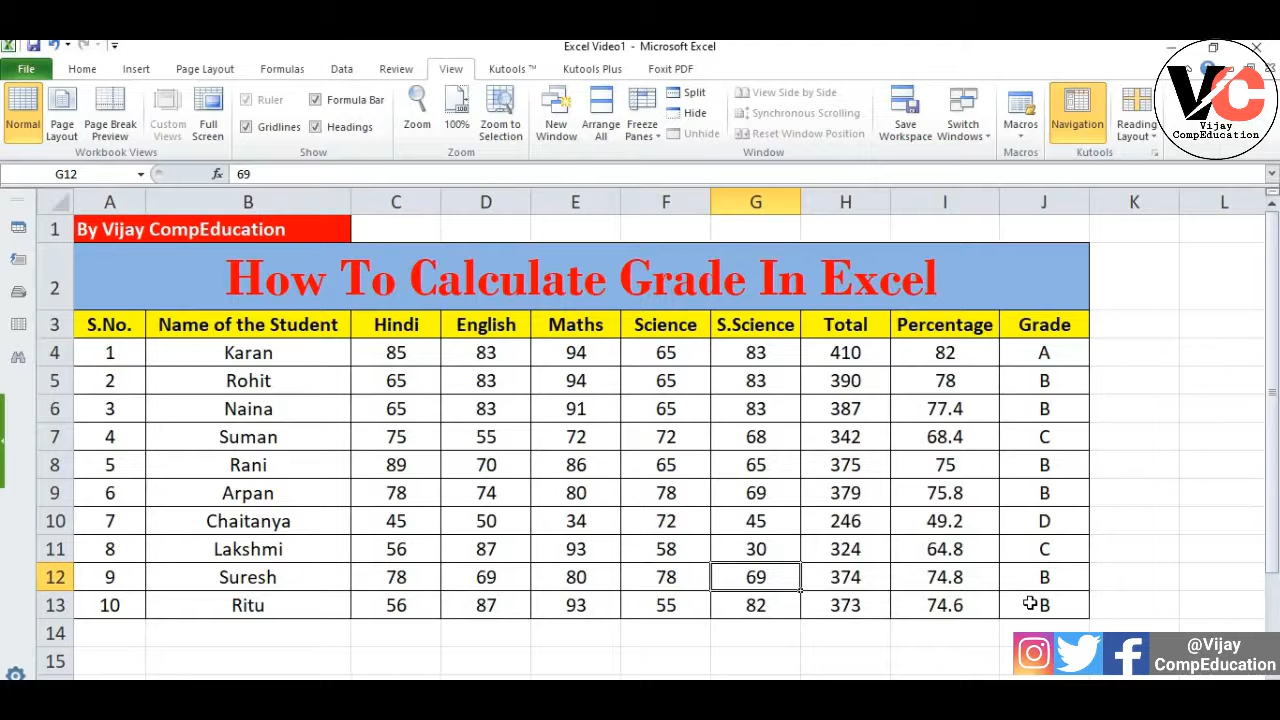 Excel Video1 - Microsoft Excel
File Home Insert Page Layout Formulas Data Review View Kutools ™ Kutools Plus Foxit PDF
Normal Page Layout Page Break Preview Custom Views Full Screen
Ruler Formula Bar
Gridlines Headings
Zoom 100% Zoom to Selection
New Window Arrange All Freeze Panes
Split
Hide
Unhide
View Side by Side
Synchronous Scrolling
Reset Window Position
Save Workspace Switch Windows Macros Navigation Reading Layout
Workbook Views Show Zoom Window Macros Kutools
VC
Vijay
CompEducation
G12 fx 69
A B C D E F G H I J K L
1 By Vijay CompEducation
2 How To Calculate Grade In Excel
3 S.No. Name of the Student Hindi English Maths Science S.Science Total Percentage Grade
4 1 Karan 85 83 94 65 83 410 82 A
5 2 Rohit 65 83 94 65 83 390 78 B
6 3 Naina 65 83 91 65 83 387 77.4 B
7 4 Suman 75 55 72 72 68 342 68.4 C
8 5 Rani 89 70 86 65 65 375 75 B
9 6 Arpan 78 74 80 78 69 379 75.8 B
10 7 Chaitanya 45 50 34 72 45 246 49.2 D
11 8 Lakshmi 56 87 93 58 30 324 64.8 C
12 9 Suresh 78 69 80 78 69 374 74.8 B
13 10 Ritu 56 87 93 55 82 373 74.6 B
14
15
@Vijay
CompEducation